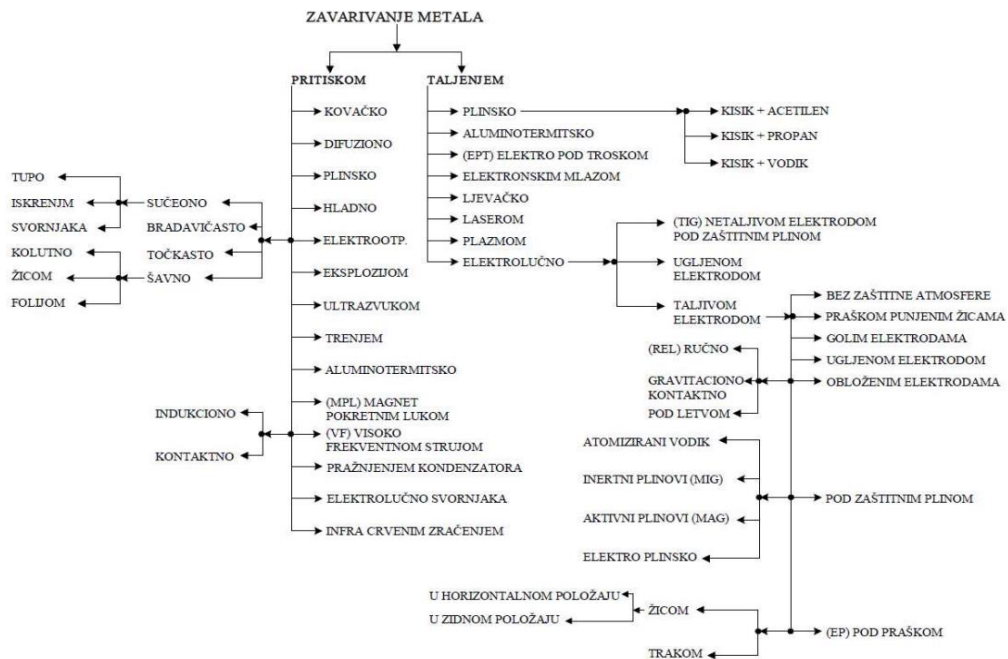 ZAVARIVANJE METALA
PRITISKOM
KOVAČKO
DIFUZIONO
PLINSKO
HLADNO
ELEKTROOTP.
EKSPLOZIJOM
ULTRAZVUKOM
TRENJEM
ALUMINOTERMITSKO
(MPL) MAGNET
POKRETNIM LUKOM
(VF) VISOKO
FREKVENTNOM STRUJOM
PRAŽNJENJEM KONDENZATORA
ELEKTROLUČNO SVORNJAKA
INFRA CRVENIM ZRAČENJEM
SUČEONO
BRADAVIČASTO
TOČKASTO
ŠAVNO
TUPO
ISKRENJM
SVORNJAKA
KOLUTNO
ŽICOM
FOLIJOM
INDUKCIONO
KONTAKTNO
TALJENJEM
PLINSKO
ALUMINOTERMITSKO
(EPT) ELEKTRO POD TROSKOM
ELEKTRONSKIM MLAZOM
LJEVAČKO
LASEROM
PLAZMOM
ELEKTROLUČNO
KISIK + ACETILEN
KISIK + PROPAN
KISIK + VODIK
(TIG) NETALJIVOM ELEKTRODOM
POD ZAŠTITNIM PLINOM
UGLJENOM
ELEKTRODOM
TALJIVOM
ELEKTRODOM
BEZ ZAŠTITNE ATMOSFERE
PRAŠKOM PUNJENIM ŽICAMA
GOLIM ELEKTRODAMA
UGLJENOM ELEKTRODOM
OBLOŽENIM ELEKTRODAMA
(REL) RUČNO
GRAVITACIONO
KONTAKTNO
POD LETVOM
POD ZAŠTITNIM PLINOM
ATOMIZIRANI VODIK
INERTNI PLINOVI (MIG)
AKTIVNI PLINOVI (MAG)
ELEKTRO PLINSKO
(EP) POD PRAŠKOM
ŽICOM
TRAKOM
U HORIZONTALNOM POLOŽAJU
U ZIDNOM POLOŽAJU